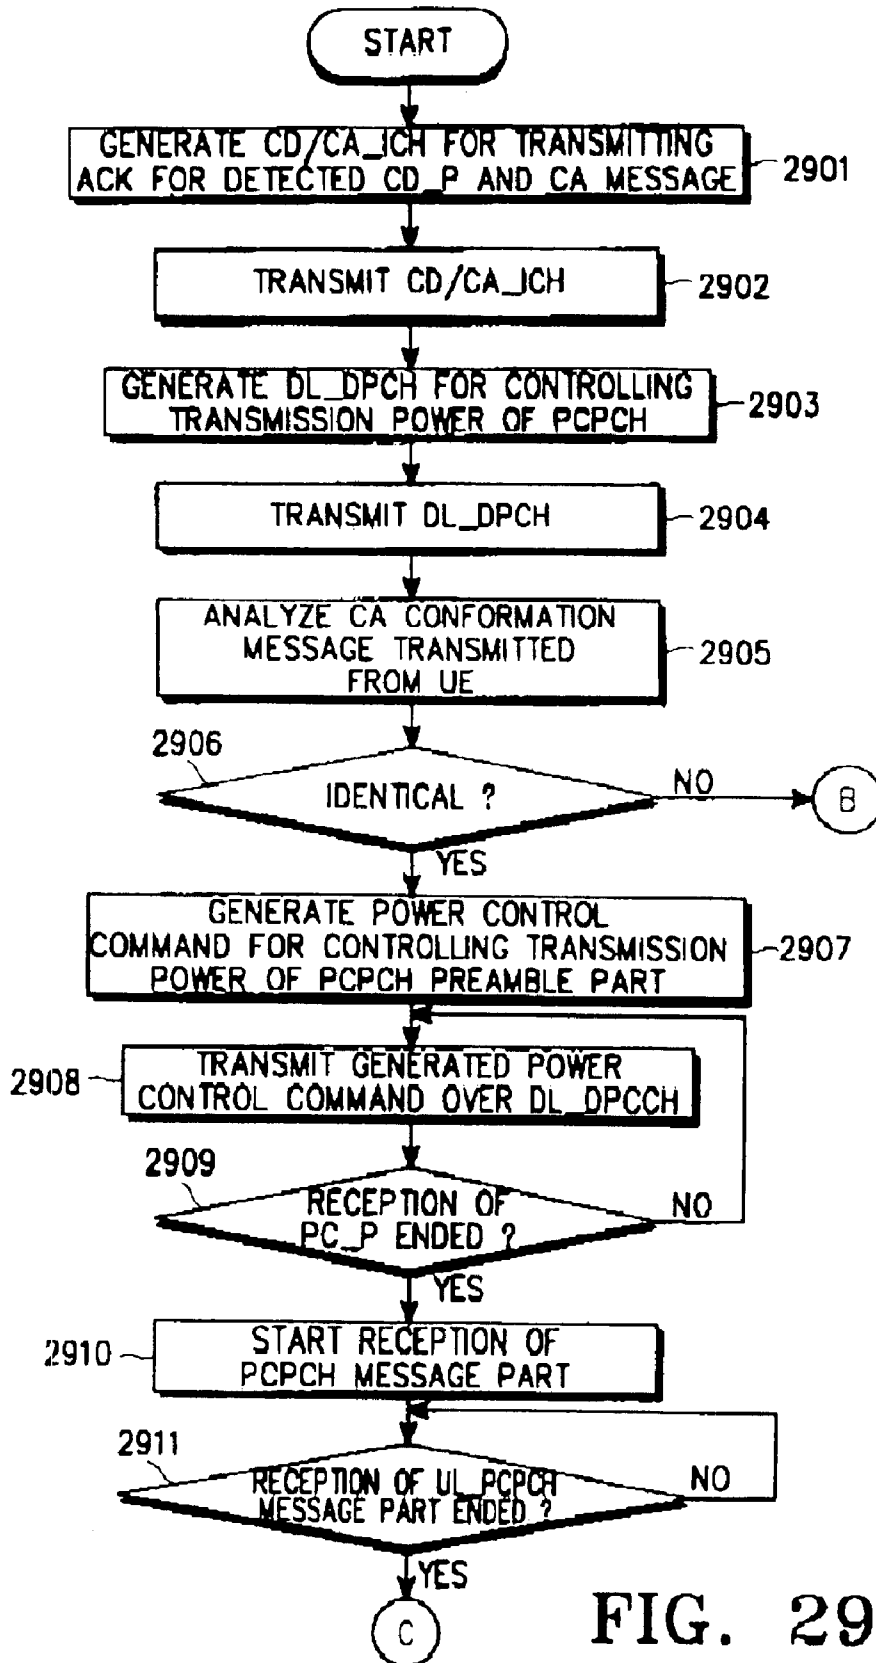 START
GENERATE CD/CA_ICH FOR TRANSMITTING
ACK FOR DETECTED CD_P AND CA MESSAGE
2901
TRANSMIT CD/CA_ICH
2902
GENERATE DL_DPCH FOR CONTROLLING
TRANSMISSION POWER OF PCPCH
2903
TRANSMIT DL_DPCH
2904
ANALYZE CA CONFORMATION
MESSAGE TRANSMITTED
FROM UE
2905
2906
IDENTICAL ?
NO
B
YES
GENERATE POWER CONTROL
COMMAND FOR CONTROLLING TRANSMISSION
POWER OF PCPCH PREAMBLE PART
2907
2908
TRANSMIT GENERATED POWER
CONTROL COMMAND OVER DL_DPCCH
2909
RECEPTION OF
PC_P ENDED ?
NO
YES
2910
START RECEPTION OF
PCPCH MESSAGE PART
2911
RECEPTION OF UL_PCPCH
MESSAGE PART ENDED ?
NO
YES
C
FIG. 29